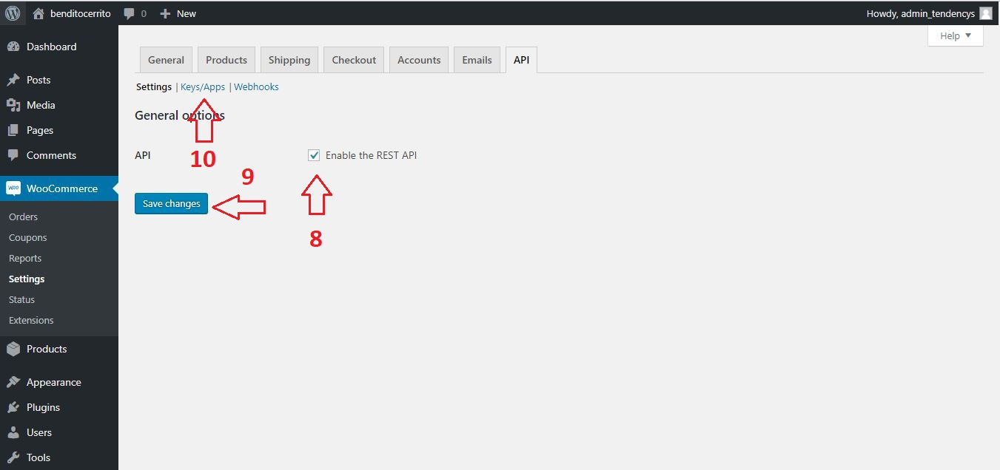 benditocerrito 0 New Howdy, admin_tendencys
Help
Dashboard
Posts
Media
Pages
Comments
WooCommerce
Orders
Coupons
Reports
Settings
Status
Extensions
Products
Appearance
Plugins
Users
Tools
General Products Shipping Checkout Accounts Emails API
Settings | Keys/Apps | Webhooks
General options
API Enable the REST API
10
9
Save changes
8